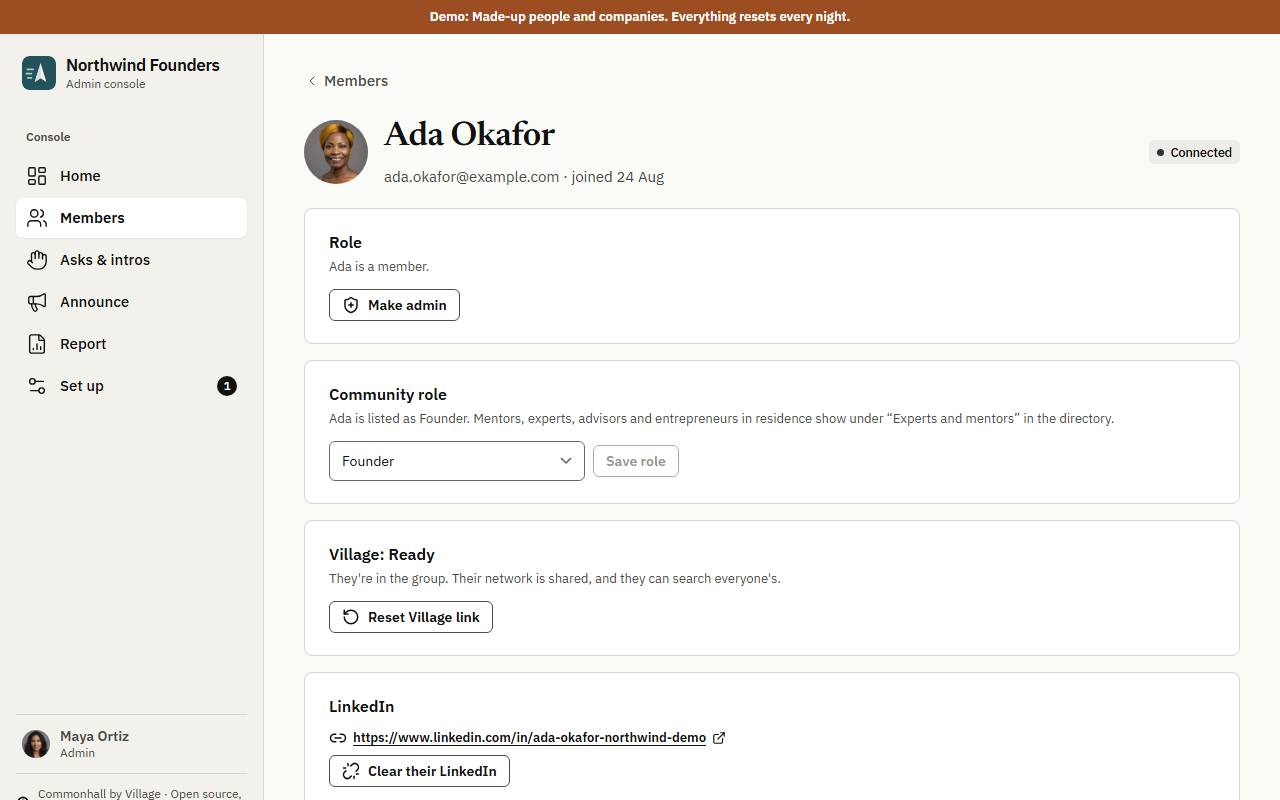 Demo: Made-up people and companies. Everything resets every night.
Northwind Founders
Admin console
Console
Home
Members
Asks & intros
Announce
Report
Set up
1
Maya Ortiz
Admin
Commonhall by Village · Open source,
Members
Ada Okafor
ada.okafor@example.com · joined 24 Aug
Connected
Role
Ada is a member.
Make admin
Community role
Ada is listed as Founder. Mentors, experts, advisors and entrepreneurs in residence show under “Experts and mentors” in the directory.
Founder
Save role
Village: Ready
They're in the group. Their network is shared, and they can search everyone's.
Reset Village link
LinkedIn
https://www.linkedin.com/in/ada-okafor-northwind-demo
Clear their LinkedIn